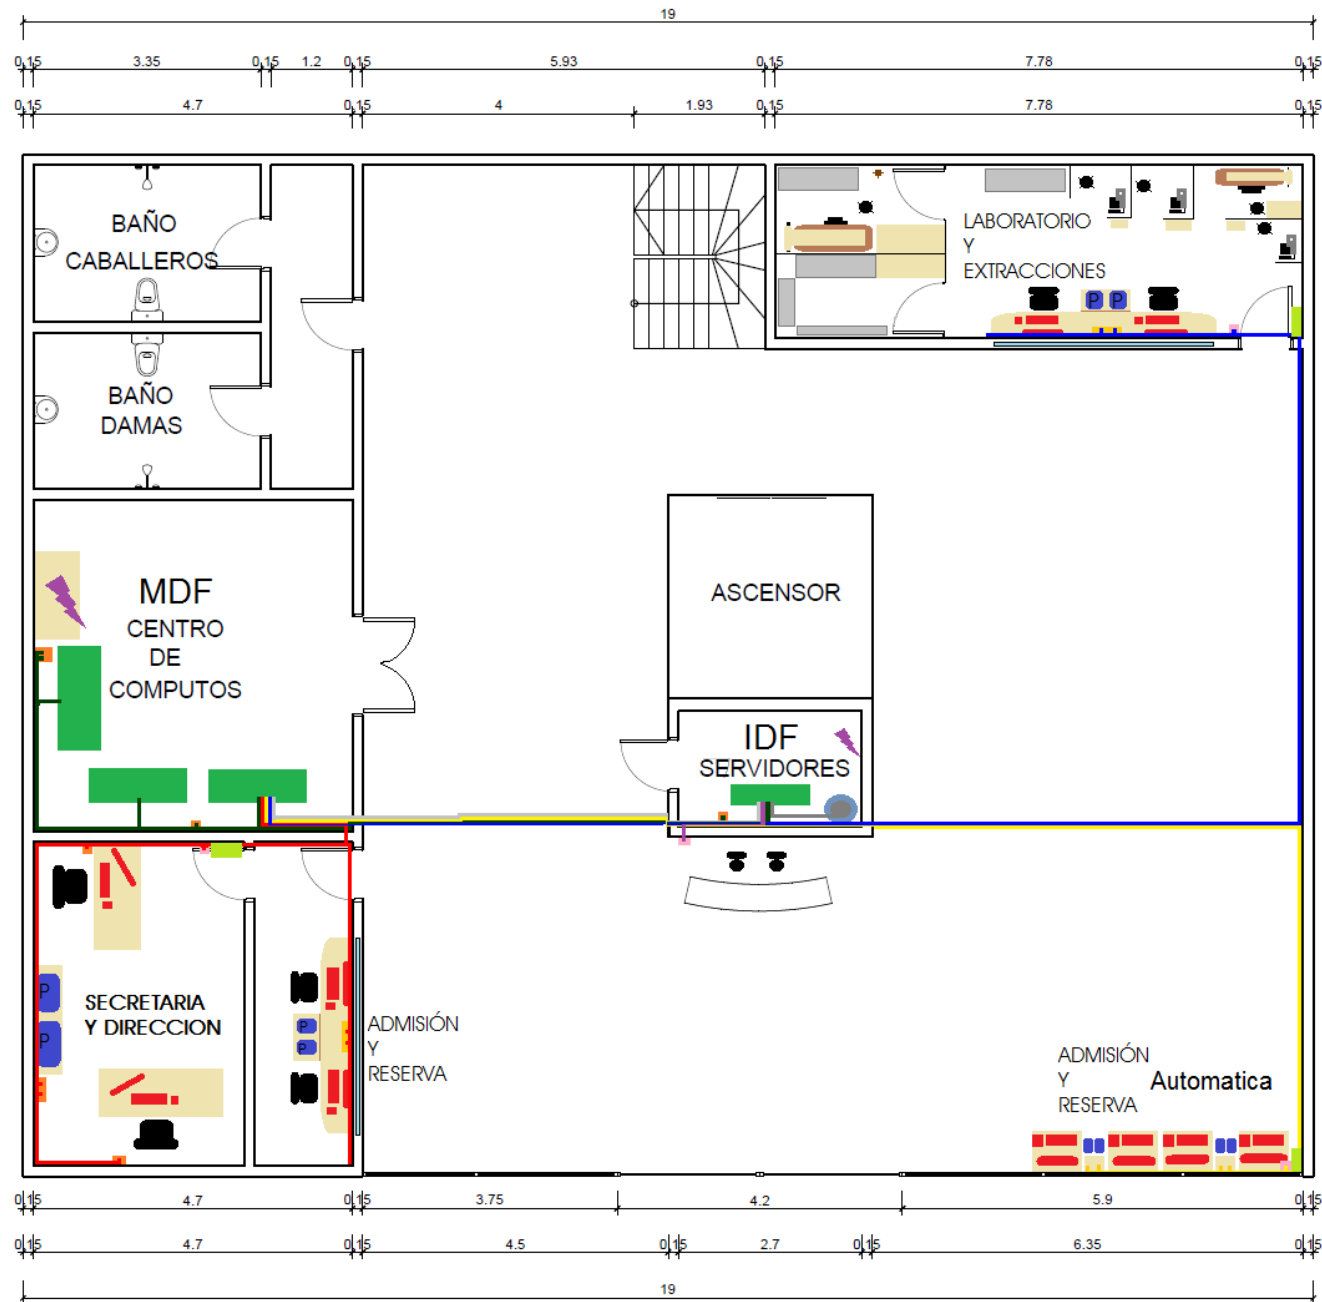 19
0.15 3.35 0.15 1.2 0.15 5.93 0.15 7.78 0.15
0.15 4.7 0.15 4 1.93 0.15 7.78 0.15
BAÑO
CABALLEROS
LABORATORIO
Y
EXTRACCIONES
P P
BAÑO
DAMAS
MDF
CENTRO
DE
COMPUTOS
ASCENSOR
IDF
SERVIDORES
P
P
SECRETARIA
Y DIRECCION
P
P
ADMISIÓN
Y
RESERVA
ADMISIÓN
Y
RESERVA
Automatica
0.15 4.7 0.15 3.75 4.2 5.9 0.15
0.15 4.7 0.15 4.5 0.15 2.7 0.15 6.35 0.15
19